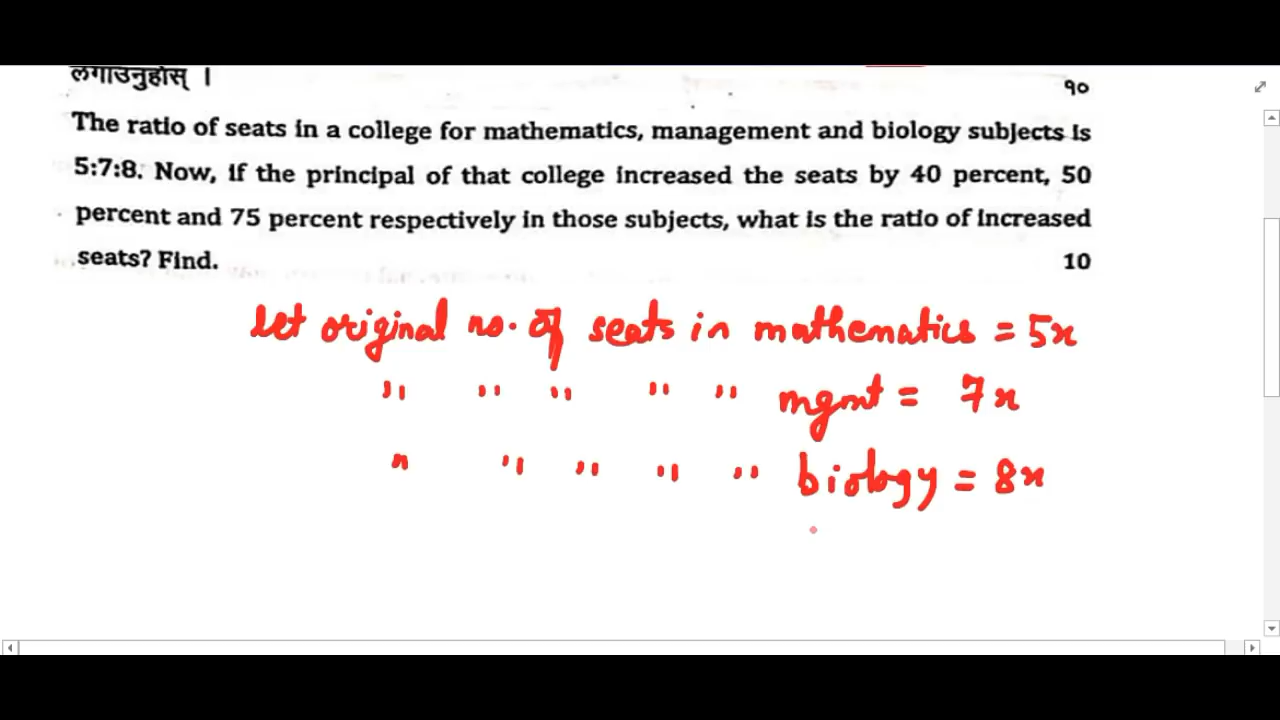 लगाउनुहोस् ।
१०
The ratio of seats in a college for mathematics, management and biology subjects is
5:7:8. Now, if the principal of that college increased the seats by 40 percent, 50
percent and 75 percent respectively in those subjects, what is the ratio of increased
seats? Find. 10
let original no. of seats in mathematics = 5x
" " " " " mgmt = 7x
" " " " " biology = 8x